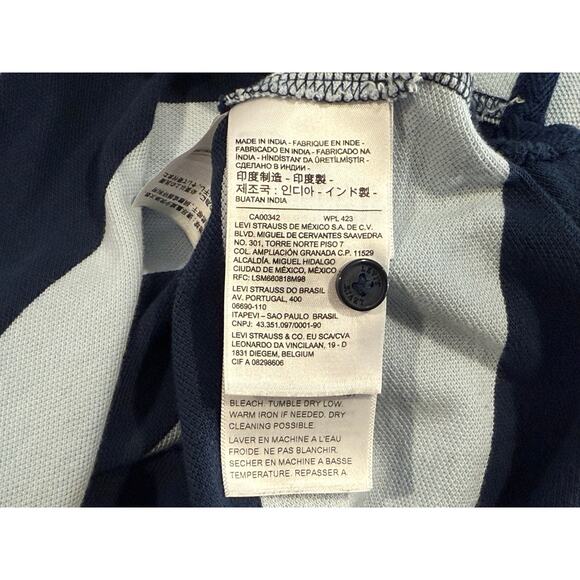 MADE IN INDIA - FABRIQUE EN INDE -
FABRICADO EN INDIA - FABRICADO NA
ÍNDIA - HİNDİSTAN'DA ÜRETİLMİŞTİR -
СДЕЛАНО В ИНДИИ -
印度制造 - 印度製 -
제조국 : 인디아 - インド製 -
BUATAN INDIA
CA00342 WPL 423
LEVI STRAUSS DE MÉXICO S.A. DE C.V.
BLVD. MIGUEL DE CERVANTES SAAVEDRA
NO. 301, TORRE NORTE PISO 7
COL. AMPLIACIÓN GRANADA C.P. 11529
ALCALDÍA. MIGUEL HIDALGO
CIUDAD DE MÉXICO, MÉXICO
RFC: LSM660818M98
LEVI STRAUSS DO BRASIL
AV. PORTUGAL, 400
06690-110
ITAPEVI – SAO PAULO BRASIL
CNPJ: 43.351.097/0001-90
LEVI STRAUSS & CO. EU SCA/CVA
LEONARDO DA VINCILAAN, 19 - D
1831 DIEGEM, BELGIUM
CIF A 08298606
BLEACH. TUMBLE DRY LOW.
WARM IRON IF NEEDED. DRY
CLEANING POSSIBLE.
LAVER EN MACHINE A L'EAU
FROIDE. NE PAS BLANCHIR.
SECHER EN MACHINE A BASSE
TEMPERATURE. REPASSER A